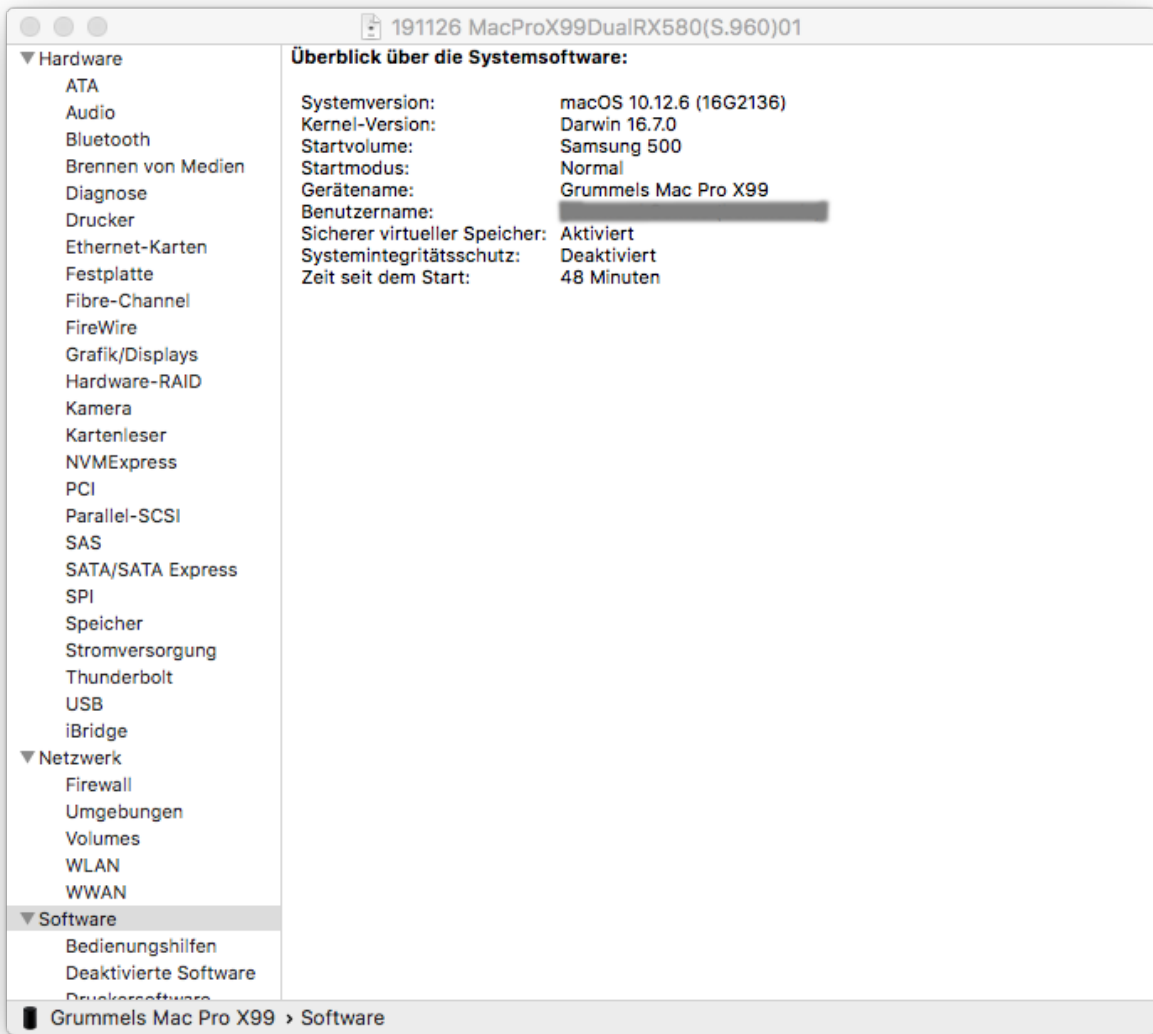 191126 MacProX99DualRX580(S.960)01
Hardware
ATA
Audio
Bluetooth
Brennen von Medien
Diagnose
Drucker
Ethernet-Karten
Festplatte
Fibre-Channel
FireWire
Grafik/Displays
Hardware-RAID
Kamera
Kartenleser
NVMExpress
PCI
Parallel-SCSI
SAS
SATA/SATA Express
SPI
Speicher
Stromversorgung
Thunderbolt
USB
iBridge
Netzwerk
Firewall
Umgebungen
Volumes
WLAN
WWAN
Software
Bedienungshilfen
Deaktivierte Software
Druckersoftware
Überblick über die Systemsoftware:
Systemversion: macOS 10.12.6 (16G2136)
Kernel-Version: Darwin 16.7.0
Startvolume: Samsung 500
Startmodus: Normal
Gerätename: Grummels Mac Pro X99
Benutzername:
Sicherer virtueller Speicher: Aktiviert
Systemintegritätsschutz: Deaktiviert
Zeit seit dem Start: 48 Minuten
Grummels Mac Pro X99 › Software